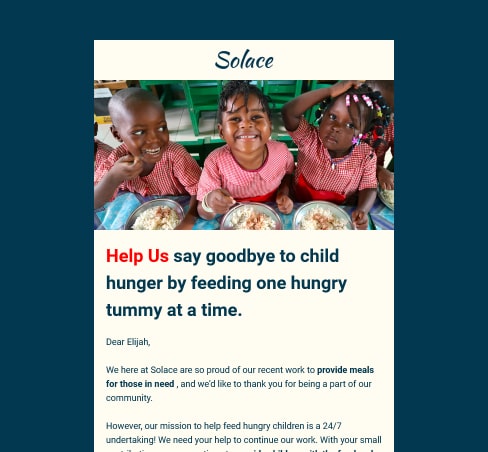 Solace
Help Us say goodbye to child
hunger by feeding one hungry
tummy at a time.
Dear Elijah,
We here at Solace are so proud of our recent work to provide meals
for those in need , and we'd like to thank you for being a part of our
community.
However, our mission to help feed hungry children is a 24/7
undertaking! We need your help to continue our work. With your small